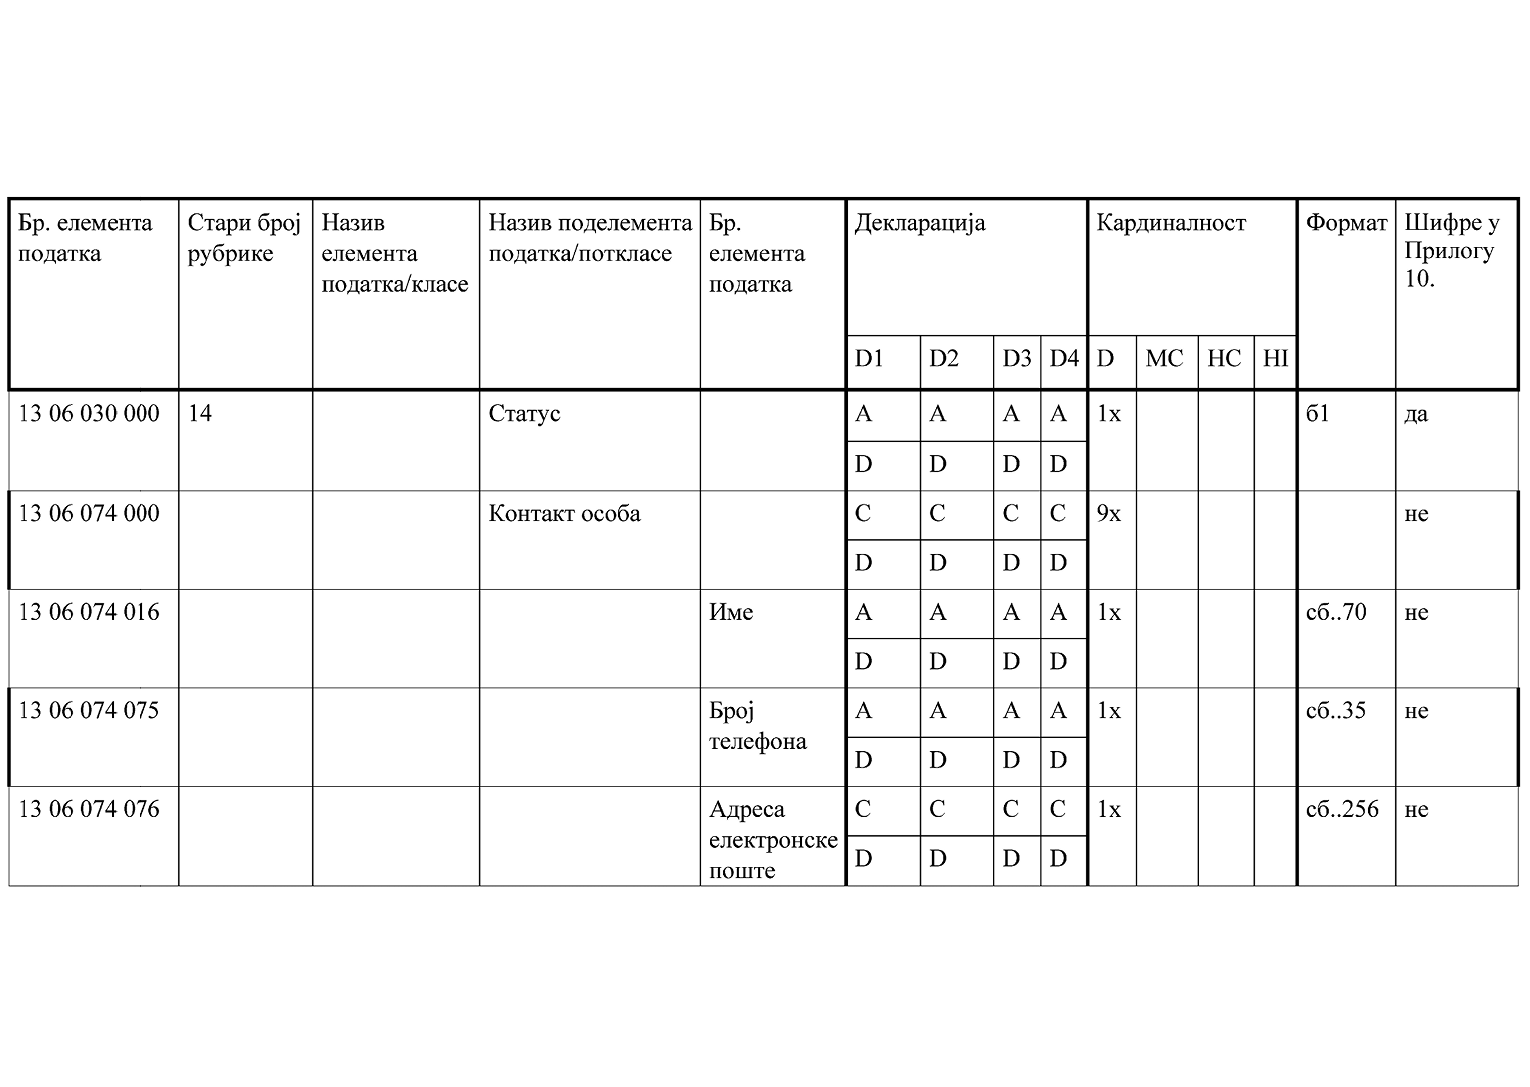 Бр. елемента податка | Стари број рубрике | Назив елемента податка/класе | Назив поделемента податка/поткласе | Бр. елемента податка | Декларација | Кардиналност | Формат | Шифре у Прилогу 10.
D1 | D2 | D3 | D4 | D | MC | HC | HI
13 06 030 000 | 14 | Статус | A | A | A | A | 1x | б1 | да
D | D | D | D
13 06 074 000 | Контакт особа | C | C | C | C | 9x | не
D | D | D | D
13 06 074 016 | Име | A | A | A | A | 1x | сб..70 | не
D | D | D | D
13 06 074 075 | Број телефона | A | A | A | A | 1x | сб..35 | не
D | D | D | D
13 06 074 076 | Адреса електронске поште | C | C | C | C | 1x | сб..256 | не
D | D | D | D